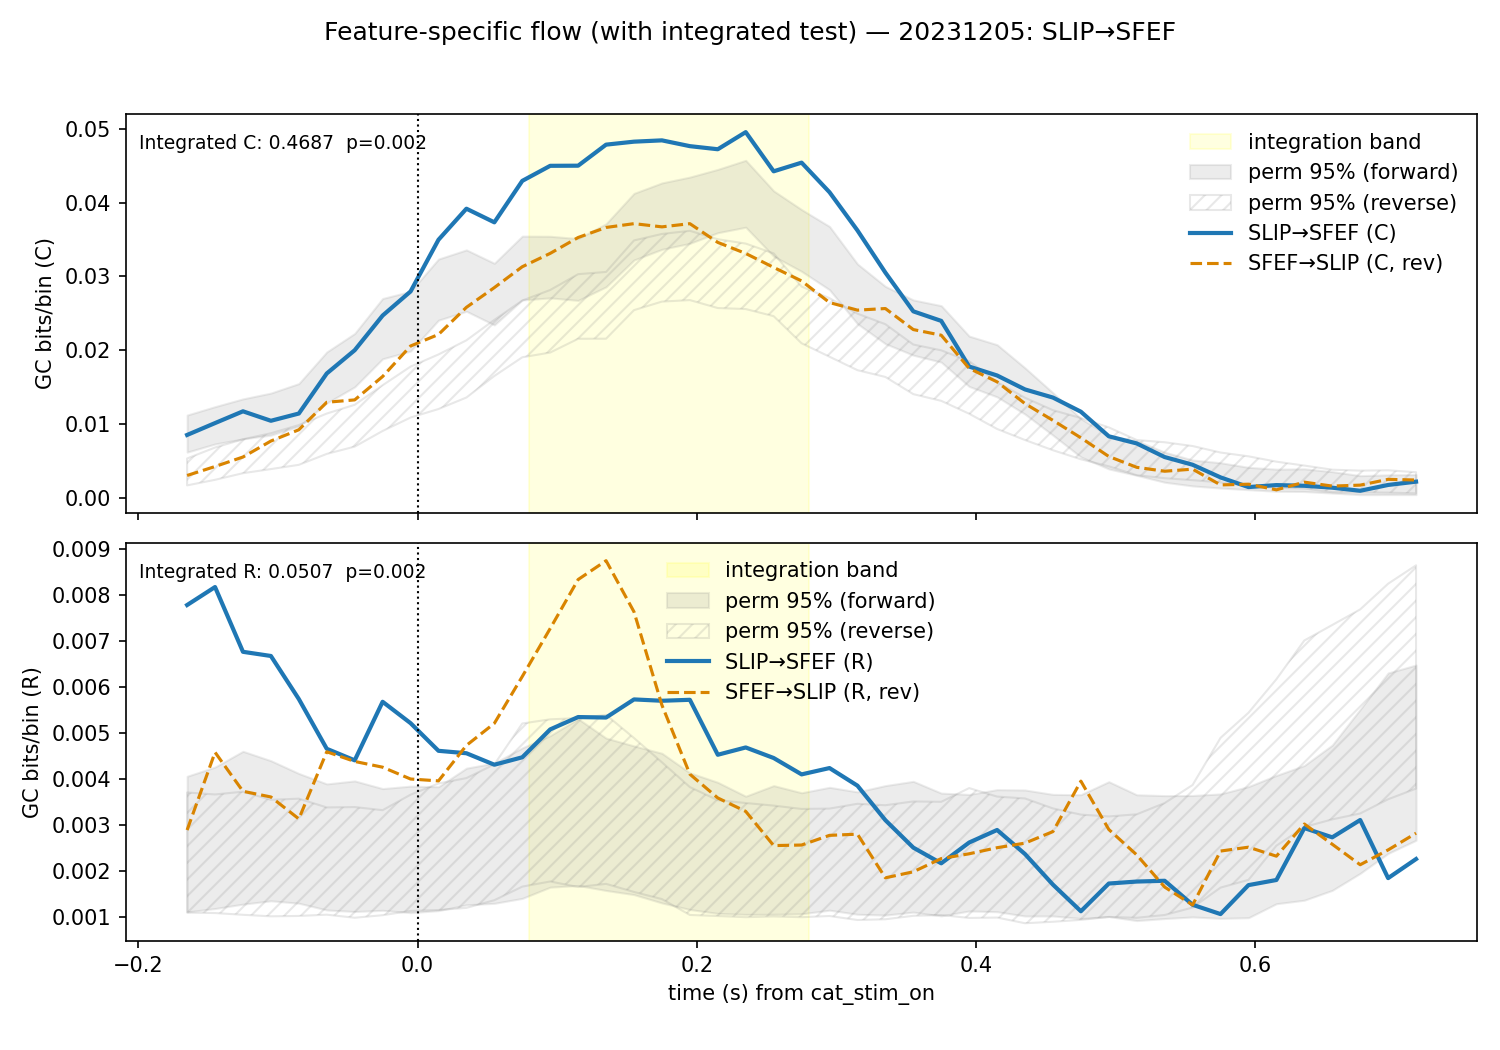 Feature-specific flow (with integrated test) — 20231205: SLIP→SFEF
Integrated C: 0.4687  p=0.002
integration band
perm 95% (forward)
perm 95% (reverse)
SLIP→SFEF (C)
SFEF→SLIP (C, rev)
GC bits/bin (C)
0.05
0.04
0.03
0.02
0.01
0.00
Integrated R: 0.0507  p=0.002
integration band
perm 95% (forward)
perm 95% (reverse)
SLIP→SFEF (R)
SFEF→SLIP (R, rev)
GC bits/bin (R)
0.009
0.008
0.007
0.006
0.005
0.004
0.003
0.002
0.001
−0.2 0.0 0.2 0.4 0.6
time (s) from cat_stim_on